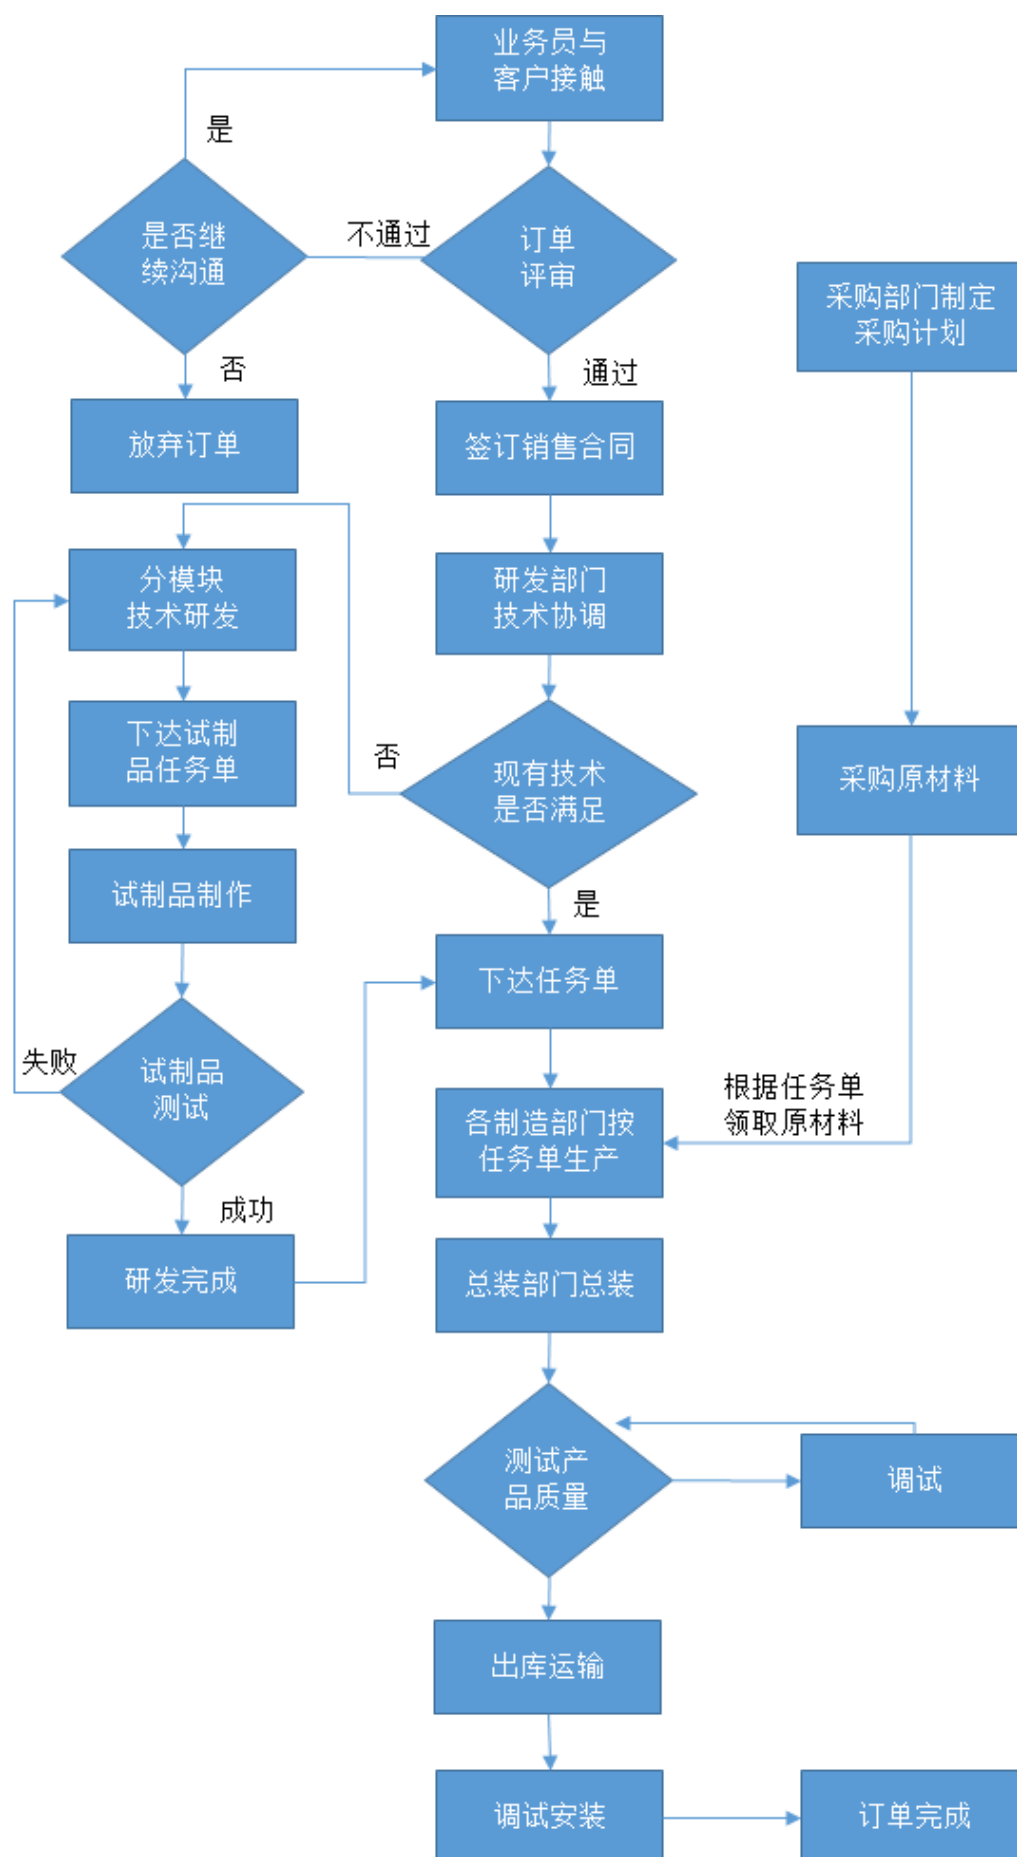 业务员与
客户接触
是
是否继
续沟通
不通过
订单
评审
采购部门制定
采购计划
否
通过
放弃订单
签订销售合同
分模块
技术研发
研发部门
技术协调
下达试制
品任务单
否
现有技术
是否满足
采购原材料
试制品制作
是
下达任务单
失败
试制品
测试
各制造部门按
任务单生产
根据任务单
领取原材料
成功
研发完成
总装部门总装
测试产
品质量
调试
出库运输
调试安装
订单完成